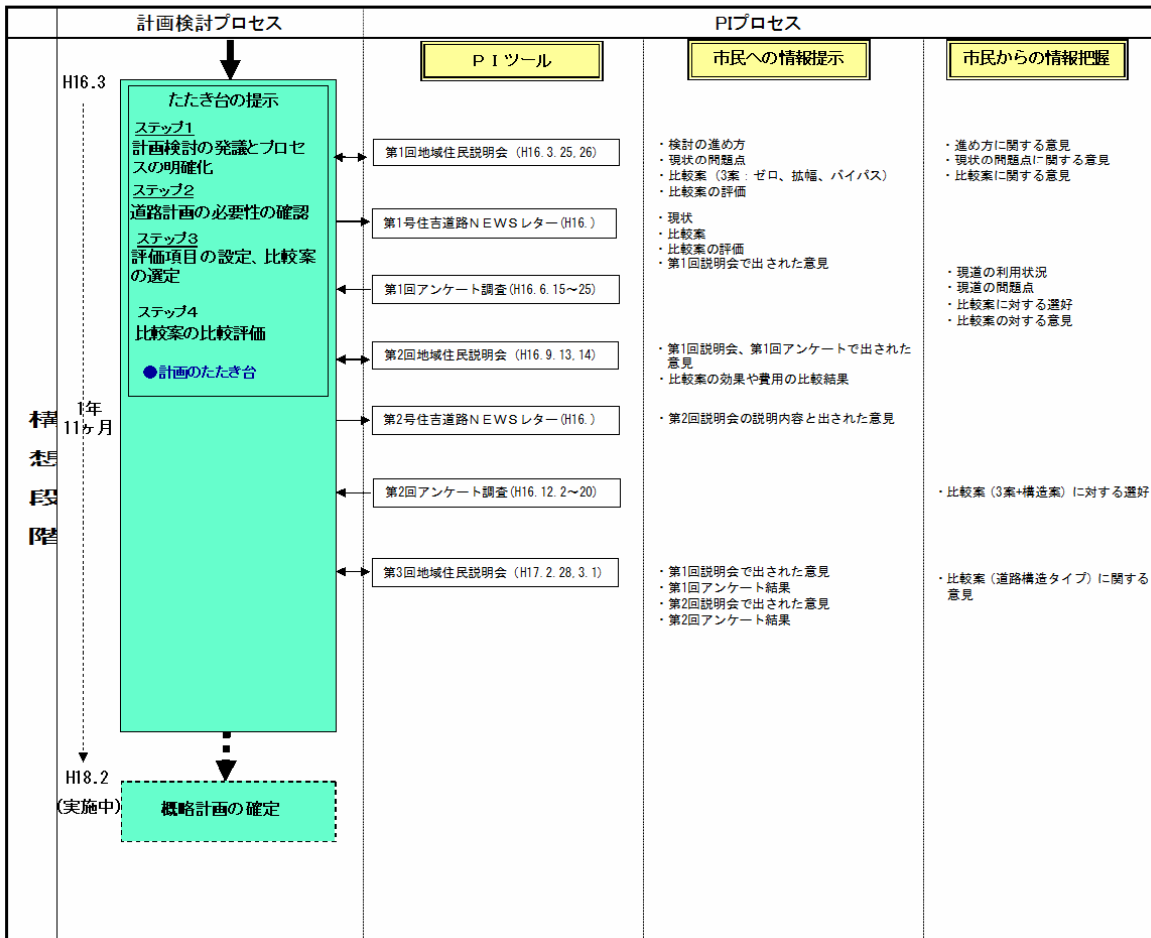 計画検討プロセス
PIプロセス
PIツール
市民への情報提示
市民からの情報把握
構想段階
H16.3
1年
11ヶ月
H18.2
(実施中)
たたき台の提示
ステップ1
計画検討の発議とプロセ
スの明確化
ステップ2
道路計画の必要性の確認
ステップ3
評価項目の設定、比較案
の選定
ステップ4
比較案の比較評価
●計画のたたき台
概略計画の確定
第1回地域住民説明会 (H16.3.25,26)
・検討の進め方
・現状の問題点
・比較案 (3案：ゼロ、拡幅、バイパス)
・比較案の評価
・進め方に関する意見
・現状の問題点に関する意見
・比較案に関する意見
第1号住吉道路NEWSレター(H16.)
・現状
・比較案
・比較案の評価
・第1回説明会で出された意見
第1回アンケート調査(H16.6.15～25)
・現道の利用状況
・現道の問題点
・比較案に対する選好
・比較案の対する意見
第2回地域住民説明会 (H16.9.13,14)
・第1回説明会、第1回アンケートで出された
意見
・比較案の効果や費用の比較結果
第2号住吉道路NEWSレター(H16.)
・第2回説明会の説明内容と出された意見
第2回アンケート調査(H16.12.2～20)
・比較案 (3案+構造案) に対する選好
第3回地域住民説明会 (H17.2.28,3.1)
・第1回説明会で出された意見
・第1回アンケート結果
・第2回説明会で出された意見
・第2回アンケート結果
・比較案 (道路構造タイプ) に関する
意見